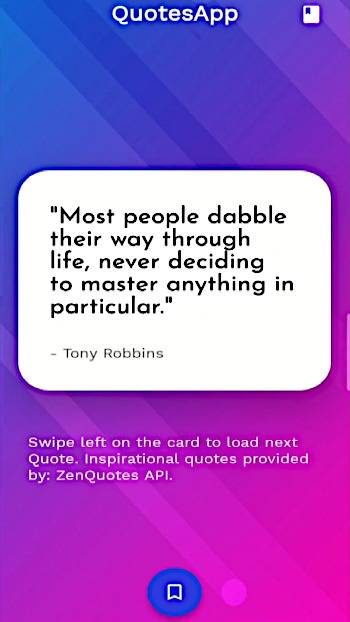 QuotesApp
"Most people dabble
their way through
life, never deciding
to master anything in
particular."
- Tony Robbins
Swipe left on the card to load next
Quote. Inspirational quotes provided
by: ZenQuotes API.